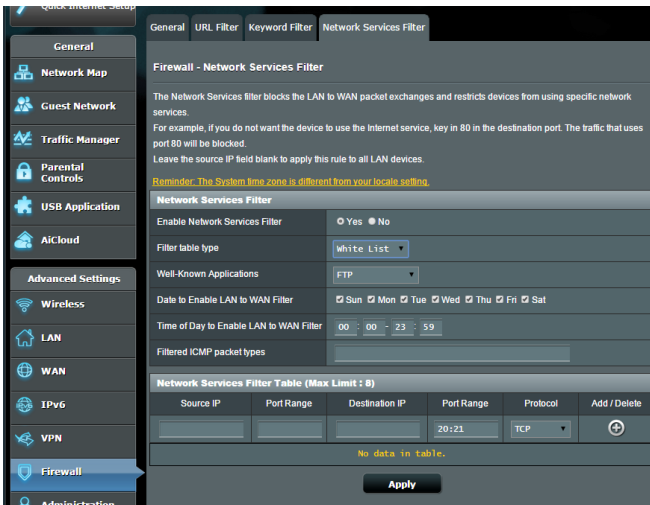 Quick Internet Setup
General
Network Map
Guest Network
Traffic Manager
Parental
Controls
USB Application
AiCloud
Advanced Settings
Wireless
LAN
WAN
IPv6
VPN
Firewall
Administration
General URL Filter Keyword Filter Network Services Filter
Firewall - Network Services Filter
The Network Services filter blocks the LAN to WAN packet exchanges and restricts devices from using specific network
services.
For example, if you do not want the device to use the Internet service, key in 80 in the destination port. The traffic that uses
port 80 will be blocked.
Leave the source IP field blank to apply this rule to all LAN devices.
Reminder: The System time zone is different from your locale setting.
Network Services Filter
Enable Network Services Filter Yes No
Filter table type White List
Well-Known Applications FTP
Date to Enable LAN to WAN Filter Sun Mon Tue Wed Thu Fri Sat
Time of Day to Enable LAN to WAN Filter 00 : 00 - 23 : 59
Filtered ICMP packet types
Network Services Filter Table (Max Limit : 8)
Source IP Port Range Destination IP Port Range Protocol Add / Delete
20:21 TCP
No data in table.
Apply